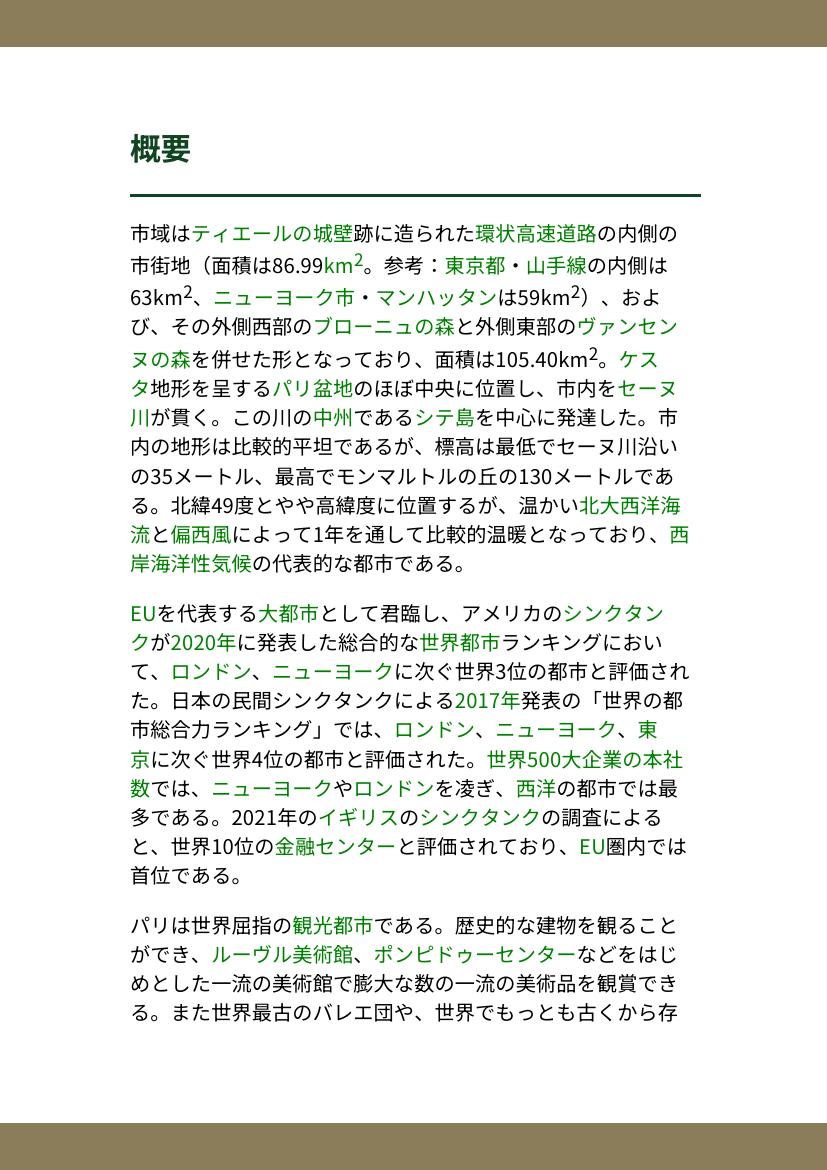 概要
市域はティエールの城壁跡に造られた環状高速道路の内側の
市街地（面積は86.99km2。参考：東京都・山手線の内側は
63km2、ニューヨーク市・マンハッタンは59km2）、およ
び、その外側西部のブローニュの森と外側東部のヴァンセン
ヌの森を併せた形となっており、面積は105.40km2。ケス
タ地形を呈するパリ盆地のほぼ中央に位置し、市内をセーヌ
川が貫く。この川の中州であるシテ島を中心に発達した。市
内の地形は比較的平坦であるが、標高は最低でセーヌ川沿い
の35メートル、最高でモンマルトルの丘の130メートルであ
る。北緯49度とやや高緯度に位置するが、温かい北大西洋海
流と偏西風によって1年を通して比較的温暖となっており、西
岸海洋性気候の代表的な都市である。
EUを代表する大都市として君臨し、アメリカのシンクタン
クが2020年に発表した総合的な世界都市ランキングにおい
て、ロンドン、ニューヨークに次ぐ世界3位の都市と評価され
た。日本の民間シンクタンクによる2017年発表の「世界の都
市総合力ランキング」では、ロンドン、ニューヨーク、東
京に次ぐ世界4位の都市と評価された。世界500大企業の本社
数では、ニューヨークやロンドンを凌ぎ、西洋の都市では最
多である。2021年のイギリスのシンクタンクの調査による
と、世界10位の金融センターと評価されており、EU圏内では
首位である。
パリは世界屈指の観光都市である。歴史的な建物を観ること
ができ、ルーヴル美術館、ポンピドゥーセンターなどをはじ
めとした一流の美術館で膨大な数の一流の美術品を観賞でき
る。また世界最古のバレエ団や、世界でもっとも古くから存